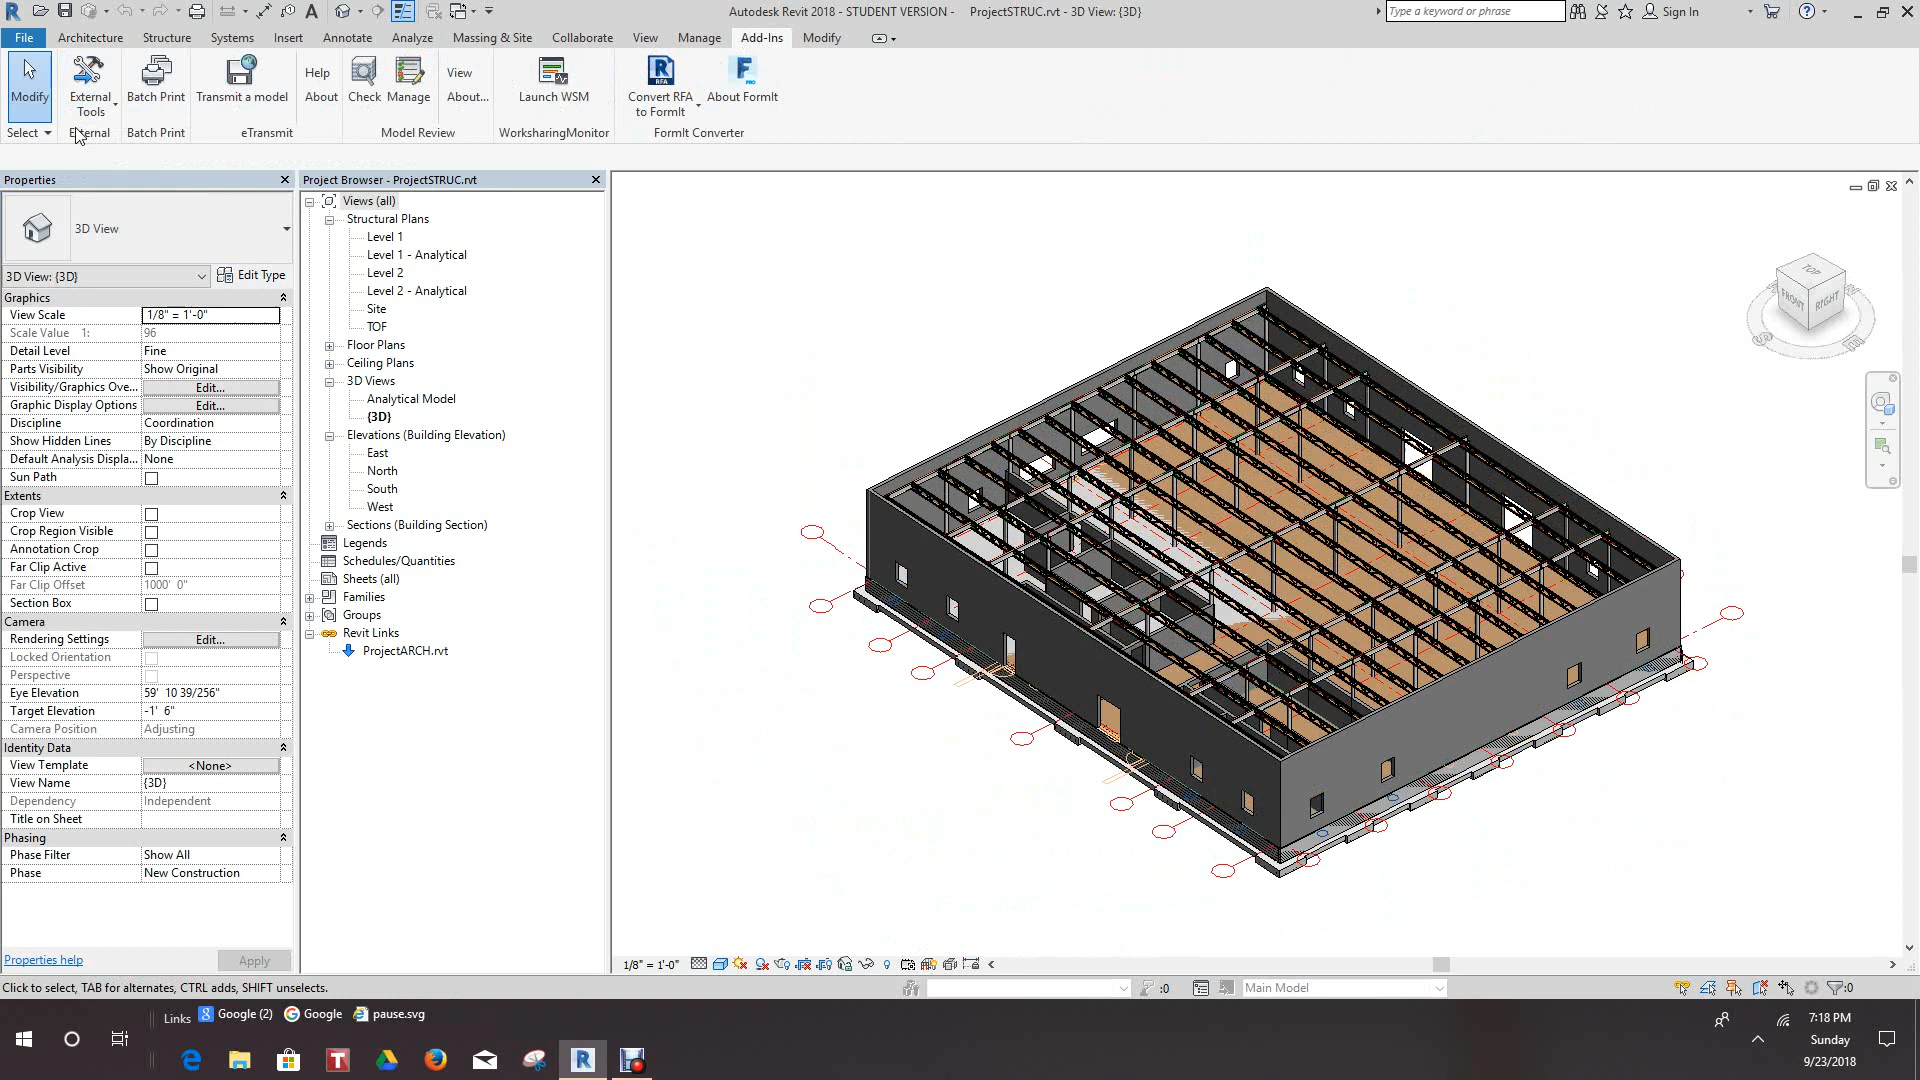 Autodesk Revit 2018 - STUDENT VERSION -     ProjectSTRUC.rvt - 3D View: {3D}
Type a keyword or phrase
Sign In
File Architecture Structure Systems Insert Annotate Analyze Massing & Site Collaborate View Manage Add-Ins Modify
Modify
External Tools
Batch Print
Transmit a model
Help
About
Check
Manage
View
About...
Launch WSM
Convert RFA to FormIt
About FormIt
Select
External
Batch Print
eTransmit
Model Review
WorksharingMonitor
FormIt Converter
Properties
3D View
3D View: {3D}
Edit Type
Graphics
View Scale 1/8" = 1'-0"
Scale Value 1: 96
Detail Level Fine
Parts Visibility Show Original
Visibility/Graphics Ove... Edit...
Graphic Display Options Edit...
Discipline Coordination
Show Hidden Lines By Discipline
Default Analysis Displa... None
Sun Path
Extents
Crop View
Crop Region Visible
Annotation Crop
Far Clip Active
Far Clip Offset 1000' 0"
Section Box
Camera
Rendering Settings Edit...
Locked Orientation
Perspective
Eye Elevation 59' 10 39/256"
Target Elevation -1' 6"
Camera Position Adjusting
Identity Data
View Template <None>
View Name {3D}
Dependency Independent
Title on Sheet
Phasing
Phase Filter Show All
Phase New Construction
Properties help
Apply
Project Browser - ProjectSTRUC.rvt
Views (all)
Structural Plans
Level 1
Level 1 - Analytical
Level 2
Level 2 - Analytical
Site
TOF
Floor Plans
Ceiling Plans
3D Views
Analytical Model
{3D}
Elevations (Building Elevation)
East
North
South
West
Sections (Building Section)
Legends
Schedules/Quantities
Sheets (all)
Families
Groups
Revit Links
ProjectARCH.rvt
TOP
FRONT
RIGHT
1/8" = 1'-0"
Click to select, TAB for alternates, CTRL adds, SHIFT unselects.
:0
Main Model
:0
Links
Google (2)
Google
pause.svg
7:18 PM
Sunday
9/23/2018